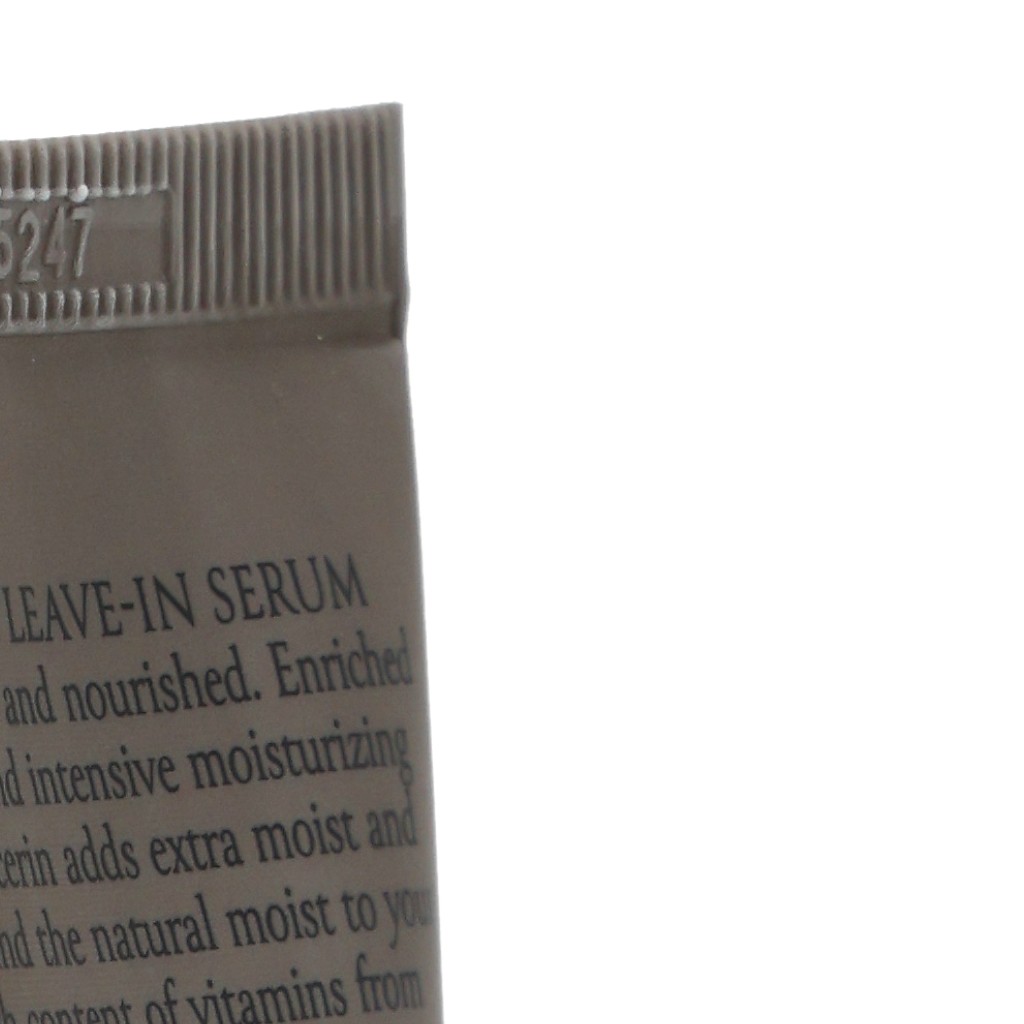 5247
LEAVE-IN SERUM
and nourished. Enriched
intensive moisturizing
adds extra moist and
the natural moist to you
content of vitamins from